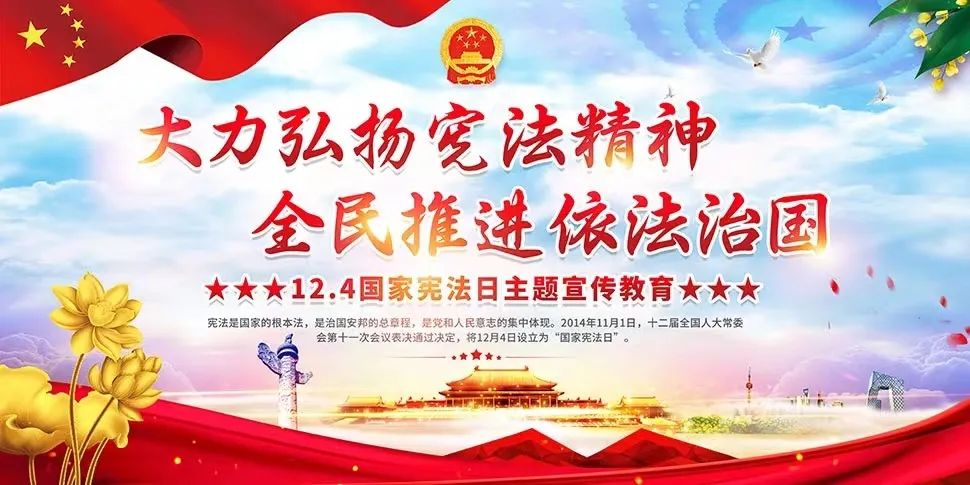 大力弘扬宪法精神
全民推进依法治国
★★★12.4国家宪法日主题宣传教育★★★
宪法是国家的根本法，是治国安邦的总章程，是党和人民意志的集中体现。2014年11月1日，十二届全国人大常委
会第十一次会议表决通过决定，将12月4日设立为“国家宪法日”。